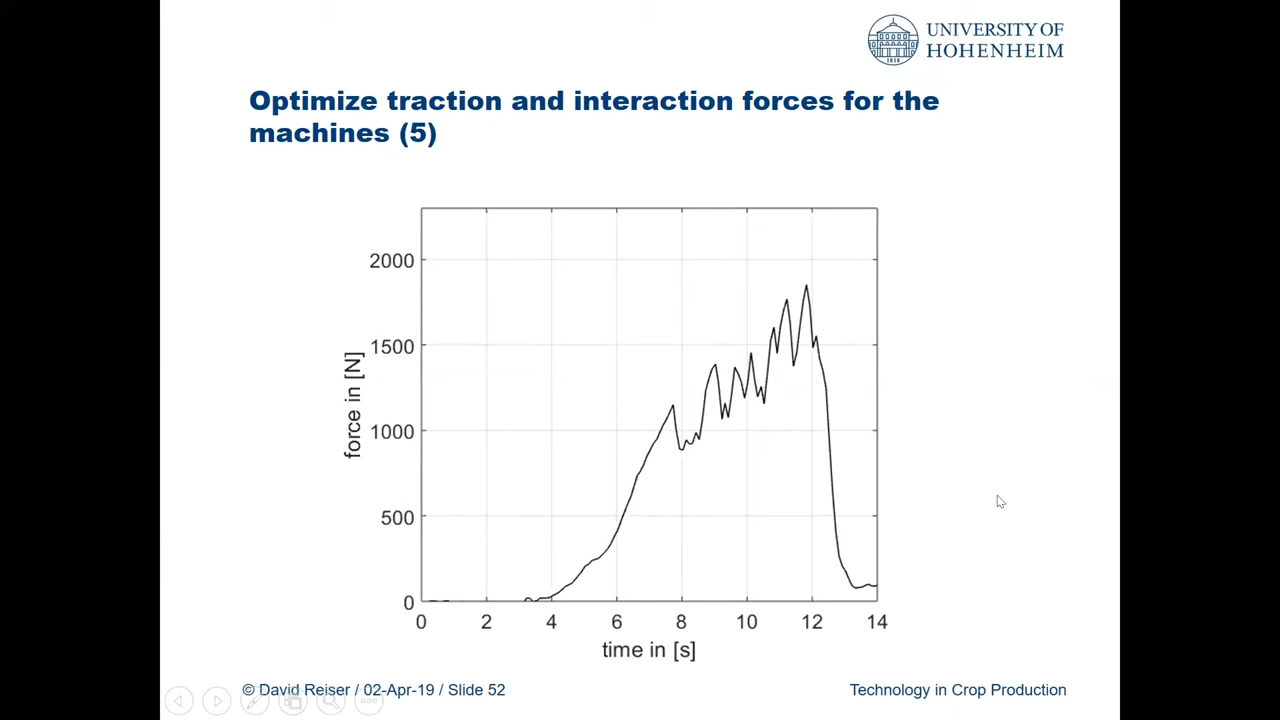 UNIVERSITY OF
HOHENHEIM
1818
Optimize traction and interaction forces for the
machines (5)
2000
1500
1000
500
0
force in [N]
0 2 4 6 8 10 12 14
time in [s]
© David Reiser / 02-Apr-19 / Slide 52
Technology in Crop Production